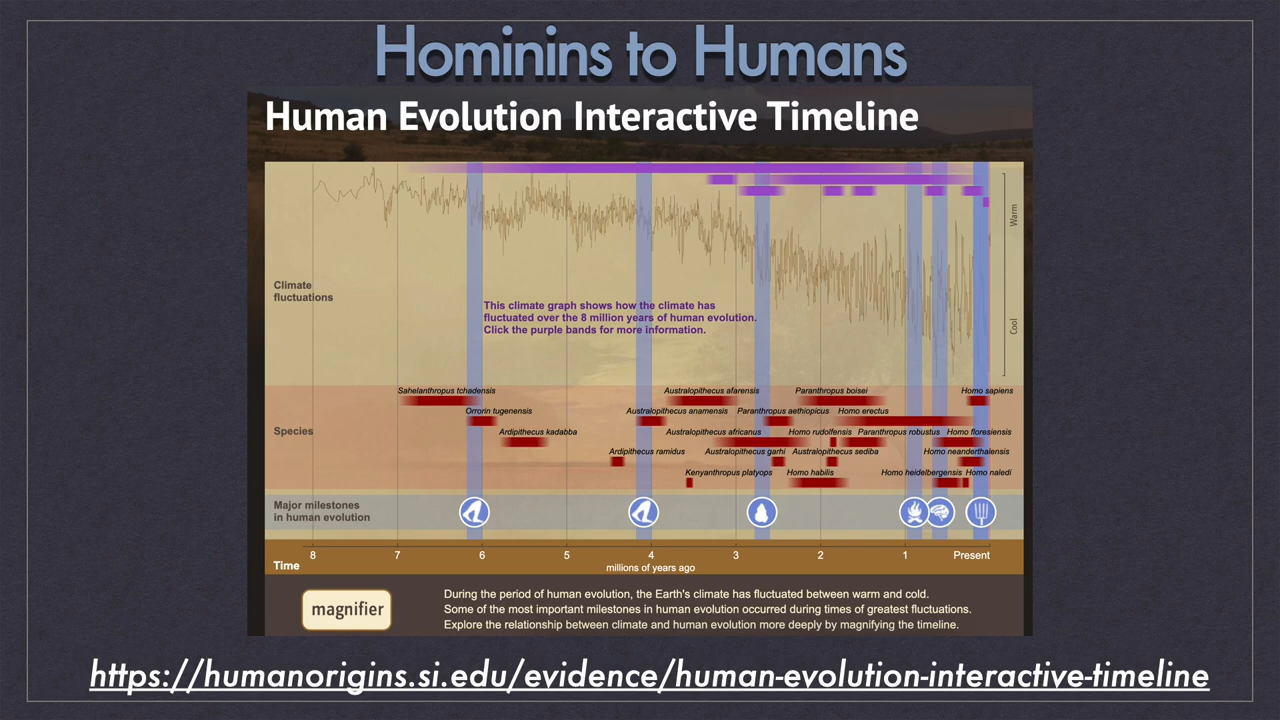 Hominins to Humans
Human Evolution Interactive Timeline
Climate
fluctuations
This climate graph shows how the climate has
fluctuated over the 8 million years of human evolution.
Click the purple bands for more information.
Warm
Cool
Species
Sahelanthropus tchadensis
Australopithecus afarensis
Paranthropus boisei
Homo sapiens
Orrorin tugenensis
Australopithecus anamensis
Paranthropus aethiopicus
Homo erectus
Ardipithecus kadabba
Australopithecus africanus
Homo rudolfensis
Paranthropus robustus
Homo floresiensis
Ardipithecus ramidus
Australopithecus garhi
Australopithecus sediba
Homo neanderthalensis
Kenyanthropus platyops
Homo habilis
Homo heidelbergensis
Homo naledi
Major milestones
in human evolution
8 7 6 5 4 3 2 1 Present
Time
millions of years ago
magnifier
During the period of human evolution, the Earth's climate has fluctuated between warm and cold.
Some of the most important milestones in human evolution occurred during times of greatest fluctuations.
Explore the relationship between climate and human evolution more deeply by magnifying the timeline.
https://humanorigins.si.edu/evidence/human-evolution-interactive-timeline